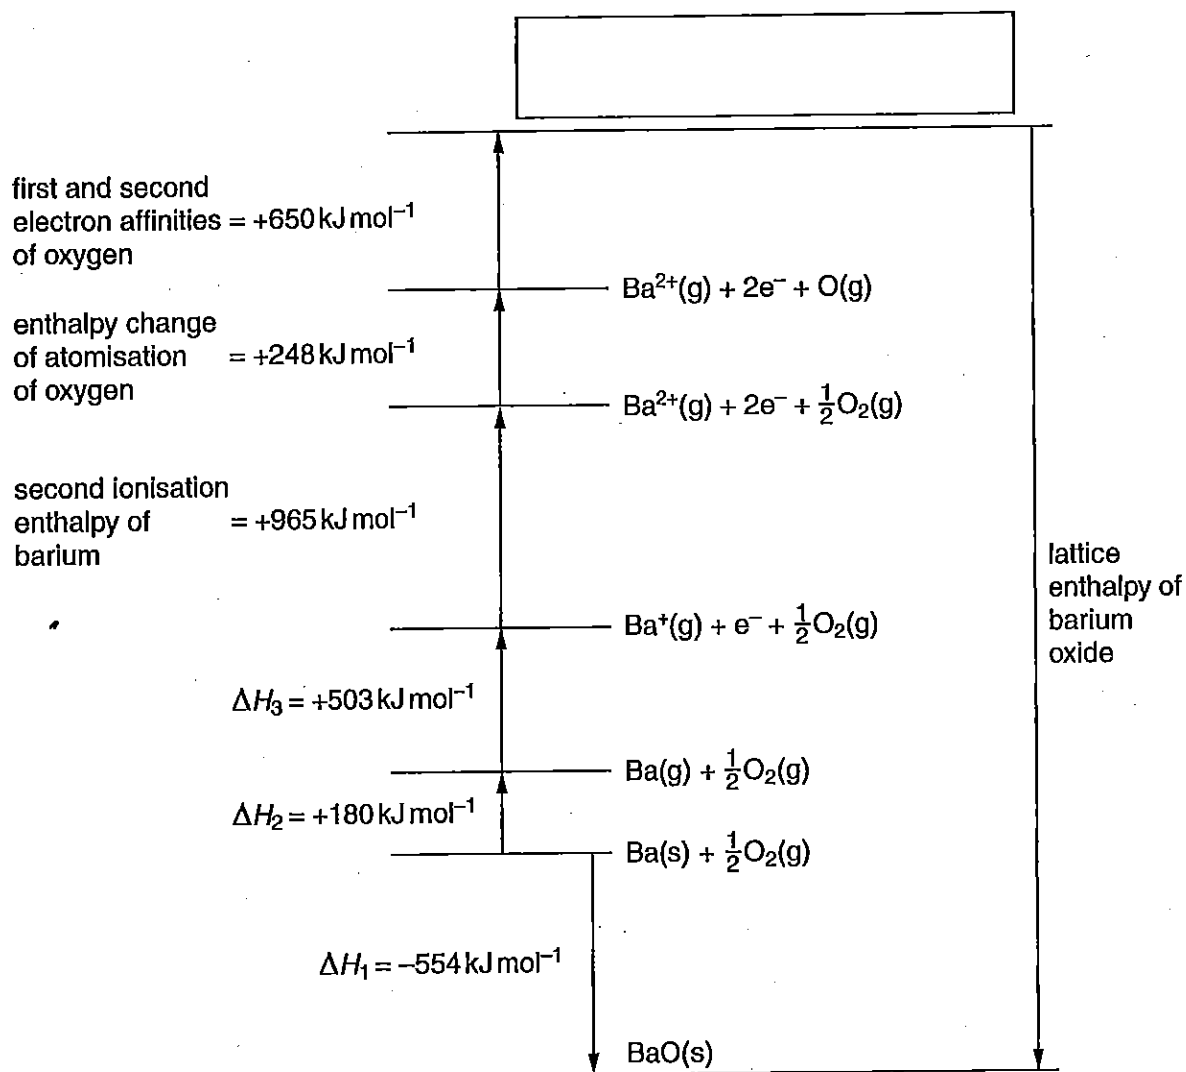 first and second
electron affinities = +650 kJ mol⁻¹
of oxygen
Ba²⁺(g) + 2e⁻ + O(g)
enthalpy change
of atomisation = +248 kJ mol⁻¹
of oxygen
Ba²⁺(g) + 2e⁻ + ½O₂(g)
second ionisation
enthalpy of = +965 kJ mol⁻¹
barium
lattice
enthalpy of
barium
oxide
Ba⁺(g) + e⁻ + ½O₂(g)
ΔH₃ = +503 kJ mol⁻¹
Ba(g) + ½O₂(g)
ΔH₂ = +180 kJ mol⁻¹
Ba(s) + ½O₂(g)
ΔH₁ = –554 kJ mol⁻¹
BaO(s)